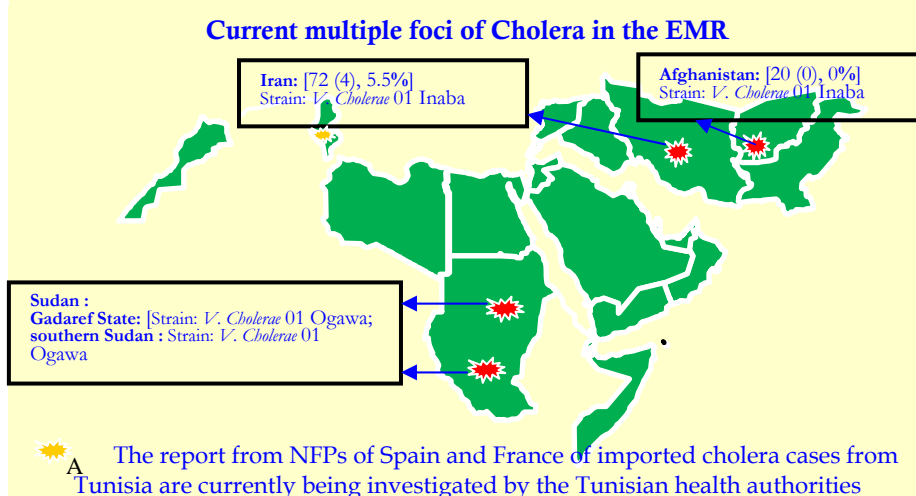 Current multiple foci of Cholera in the EMR
Iran: [72 (4), 5.5%]
Strain: V. Cholerae 01 Inaba
Afghanistan: [20 (0), 0%]
Strain: V. Cholerae 01 Inaba
Sudan :
Gadaref State: [Strain: V. Cholerae 01 Ogawa;
southern Sudan : Strain: V. Cholerae 01
Ogawa
A The report from NFPs of Spain and France of imported cholera cases from
Tunisia are currently being investigated by the Tunisian health authorities